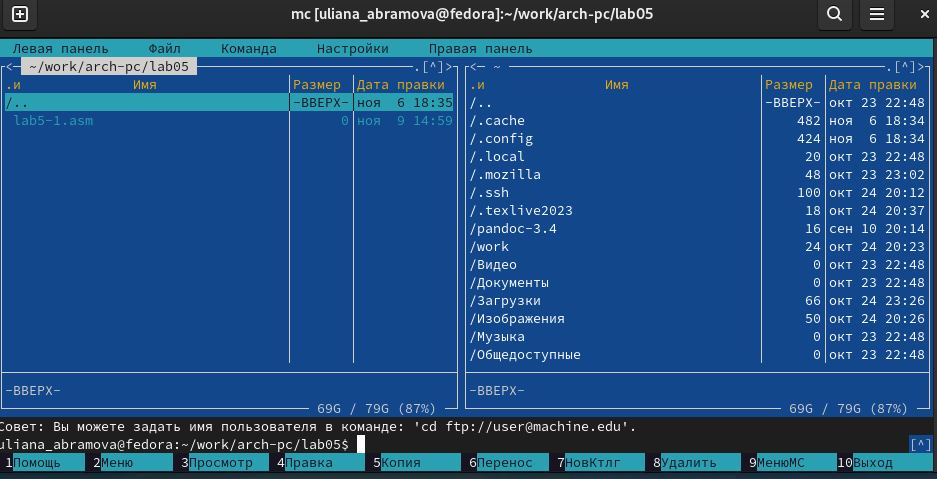 mc [uliana_abramova@fedora]:~/work/arch-pc/lab05
Левая панель Файл Команда Настройки Правая панель
<─ ~/work/arch-pc/lab05 .[^]>
.и Имя Размер Дата правки
/.. -ВВЕРХ- ноя 6 18:35
lab5-1.asm 0 ноя 9 14:59
-ВВЕРХ-
69G / 79G (87%)
<─ ~ .[^]>
.и Имя Размер Дата правки
/.. -ВВЕРХ- окт 23 22:48
/.cache 482 ноя 6 18:34
/.config 424 ноя 6 18:34
/.local 20 окт 23 22:48
/.mozilla 48 окт 23 23:02
/.ssh 100 окт 24 20:12
/.texlive2023 18 окт 24 20:37
/pandoc-3.4 16 сен 10 20:14
/work 24 окт 24 20:23
/Видео 0 окт 23 22:48
/Документы 0 окт 23 22:48
/Загрузки 66 окт 24 23:26
/Изображения 50 окт 24 20:26
/Музыка 0 окт 23 22:48
/Общедоступные 0 окт 23 22:48
-ВВЕРХ-
69G / 79G (87%)
Совет: Вы можете задать имя пользователя в команде: 'cd ftp://user@machine.edu'.
uliana_abramova@fedora:~/work/arch-pc/lab05$ [^]
1Помощь 2Меню 3Просмотр 4Правка 5Копия 6Перенос 7НовКтлг 8Удалить 9МенюМС 10Выход